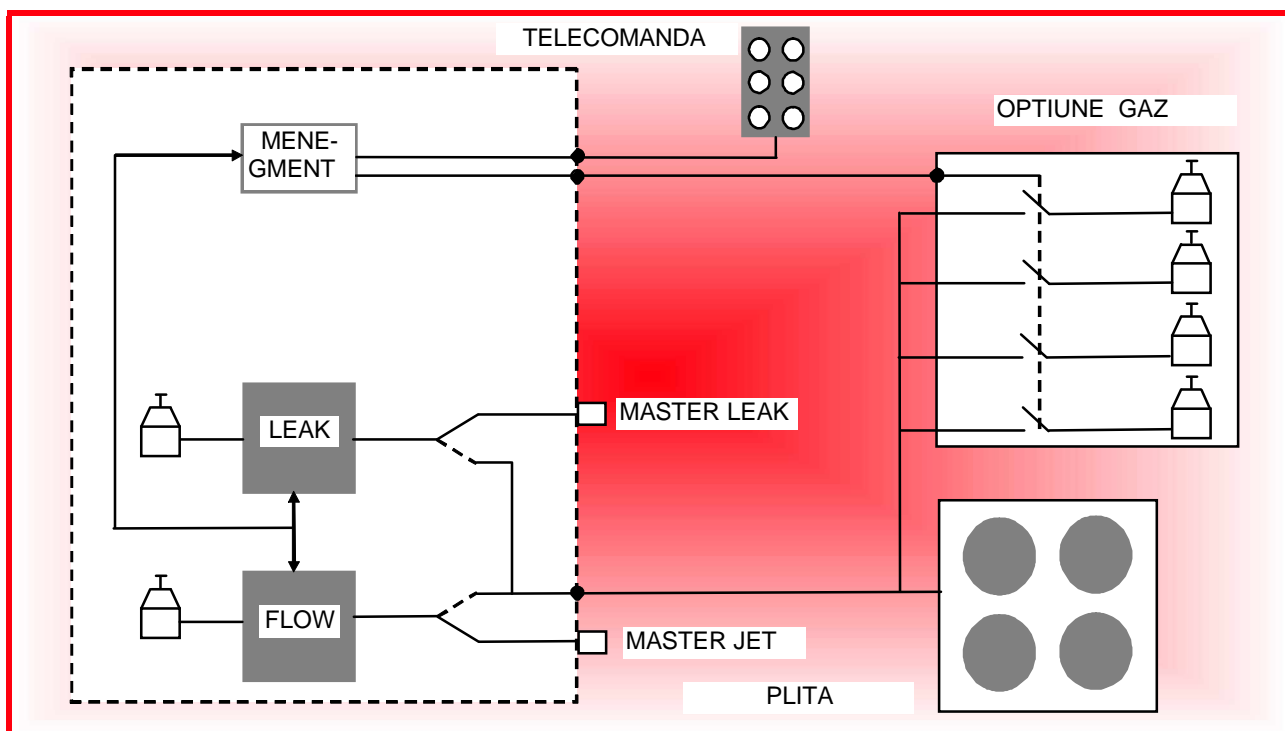 TELECOMANDA
OPTIUNE GAZ
MENE-
GMENT
MASTER LEAK
LEAK
FLOW
MASTER JET
PLITA